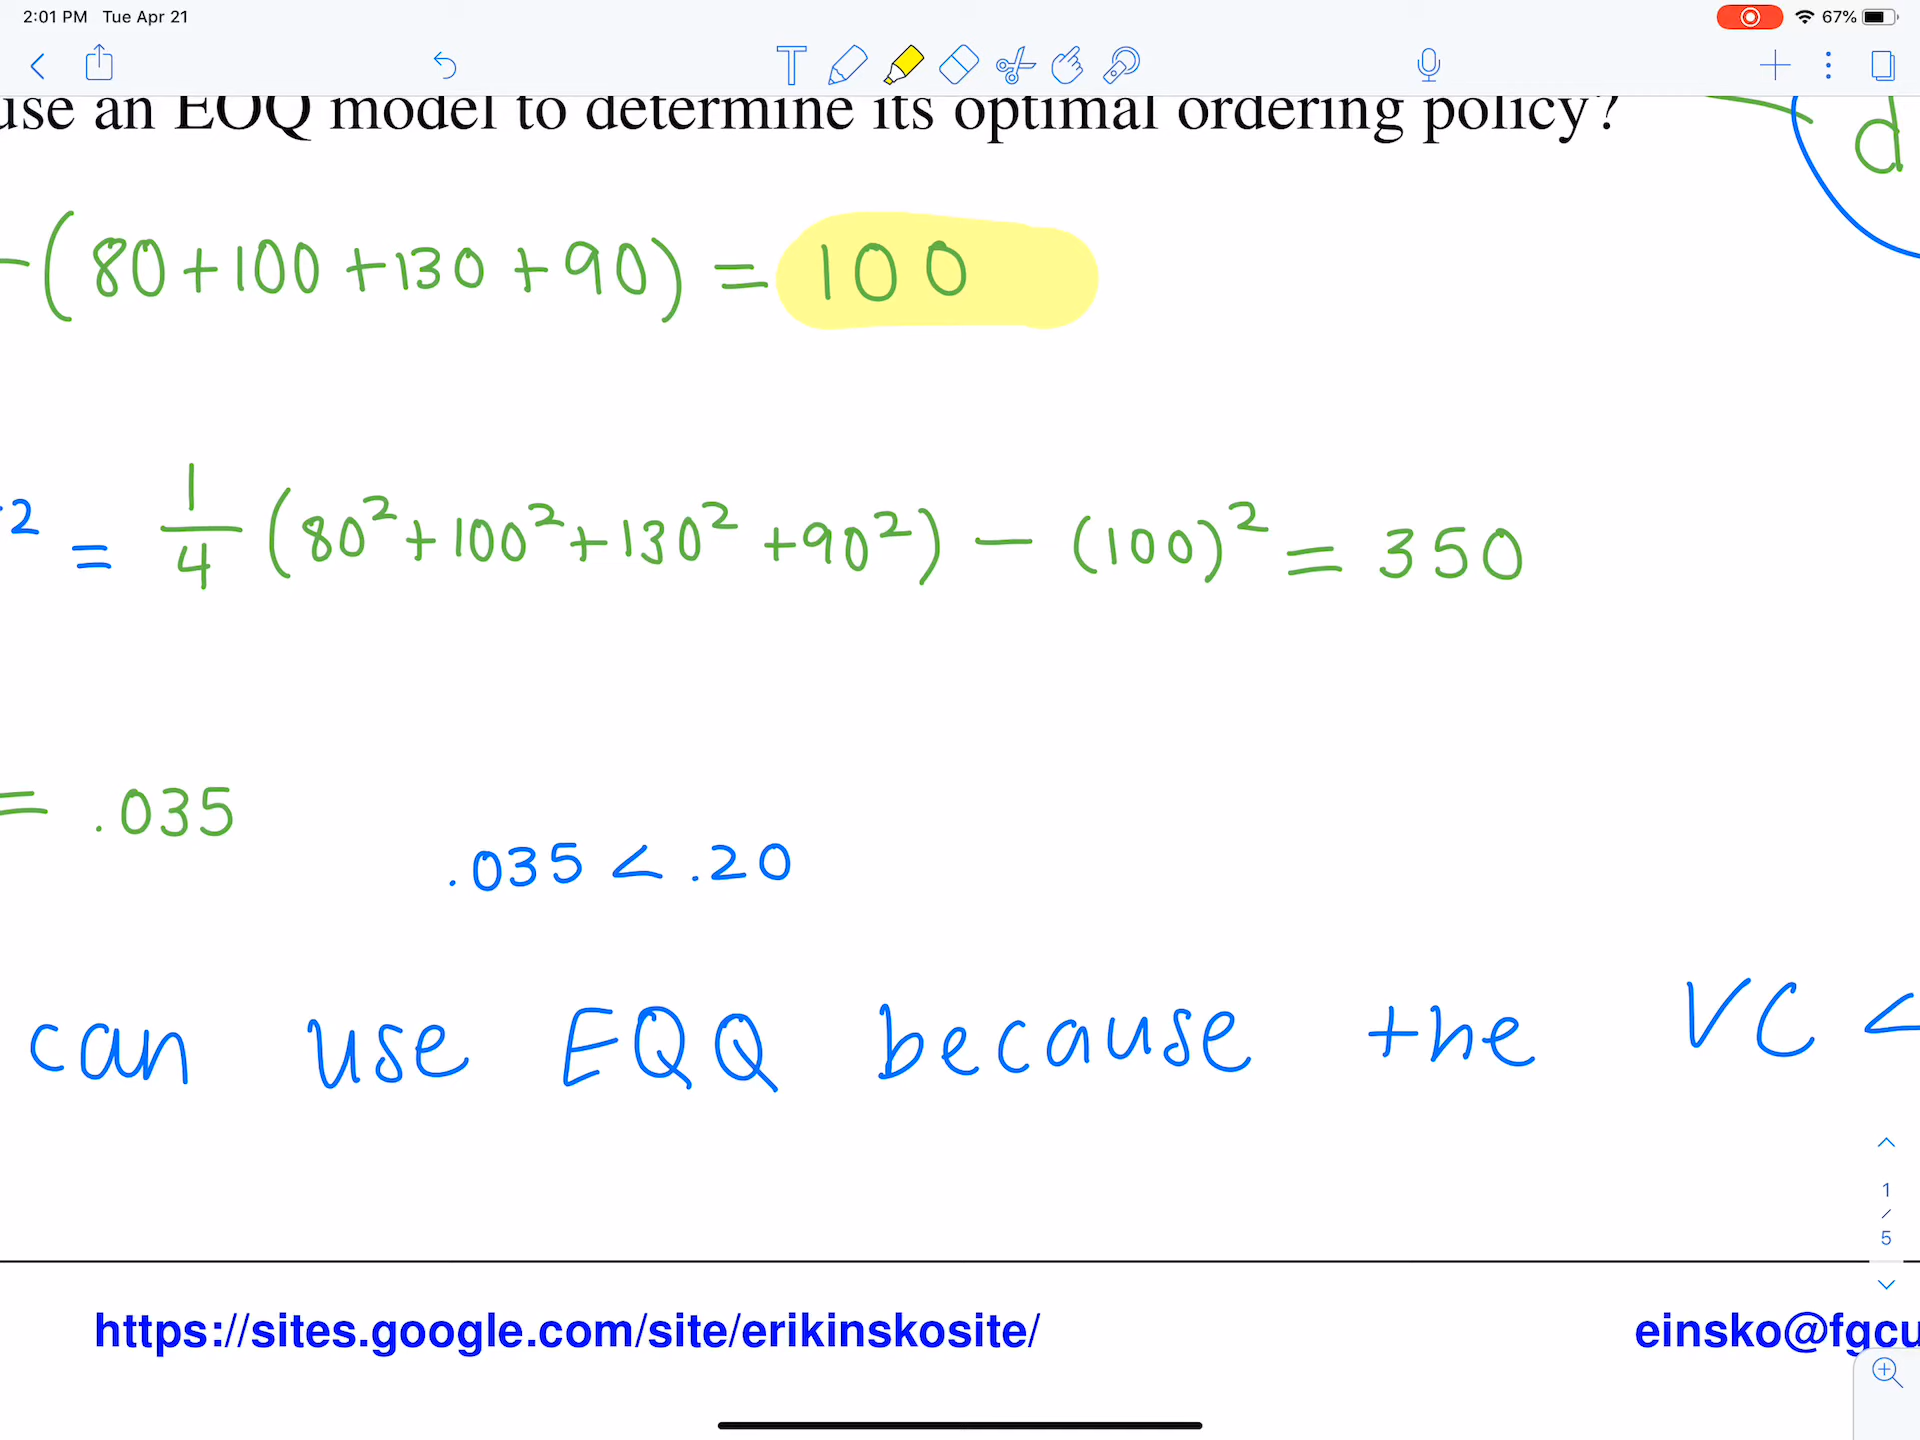 2:01 PM Tue Apr 21 67%
use an EOQ model to determine its optimal ordering policy?
d
(80+100+130+90) = 100
2 = 1/4 (80²+100²+130²+90²) − (100)² = 350
= .035
.035 < .20
can use EQQ because the VC <
1
/
5
https://sites.google.com/site/erikinskosite/ einsko@fgcu